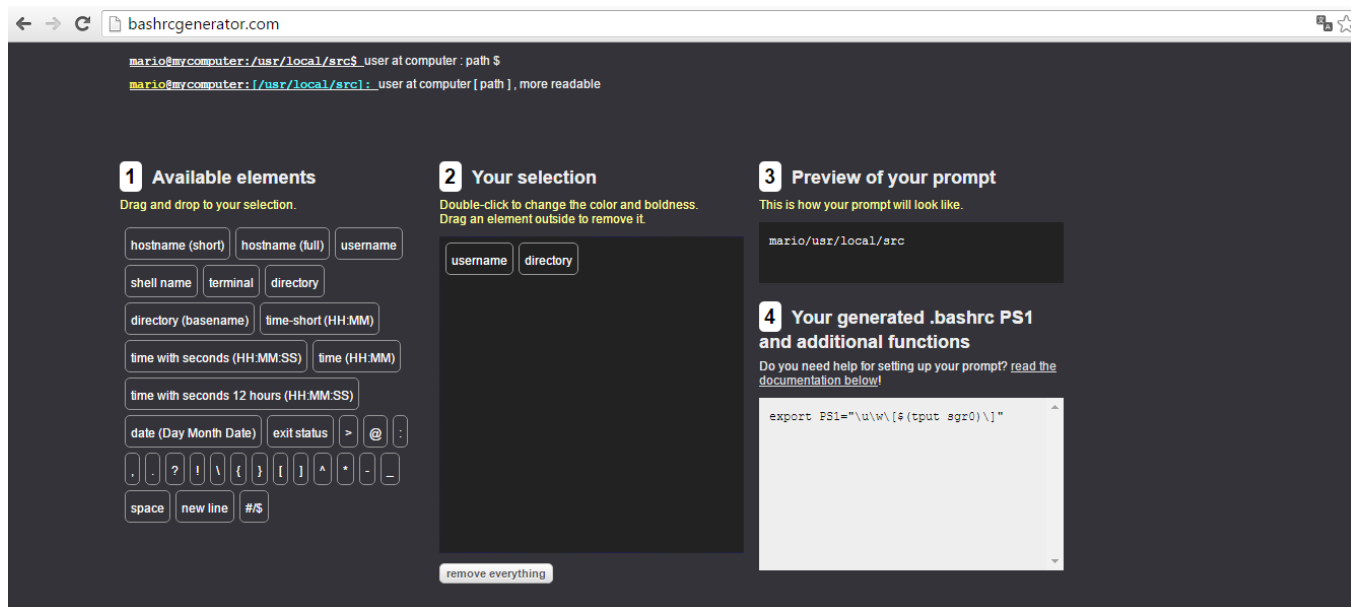 bashrcgenerator.com
mario@mycomputer:/usr/local/src$ user at computer : path $
mario@mycomputer:[/usr/local/src]: user at computer [ path ] , more readable
1 Available elements
Drag and drop to your selection.
hostname (short) hostname (full) username
shell name terminal directory
directory (basename) time-short (HH:MM)
time with seconds (HH:MM:SS) time (HH:MM)
time with seconds 12 hours (HH:MM:SS)
date (Day Month Date) exit status > @ :
, . ? ! \ { } [ ] ^ * - _
space new line #/$
2 Your selection
Double-click to change the color and boldness.
Drag an element outside to remove it.
username directory
remove everything
3 Preview of your prompt
This is how your prompt will look like.
mario/usr/local/src
4 Your generated .bashrc PS1
and additional functions
Do you need help for setting up your prompt? read the
documentation below!
export PS1="\u\w\[$(tput sgr0)\]"